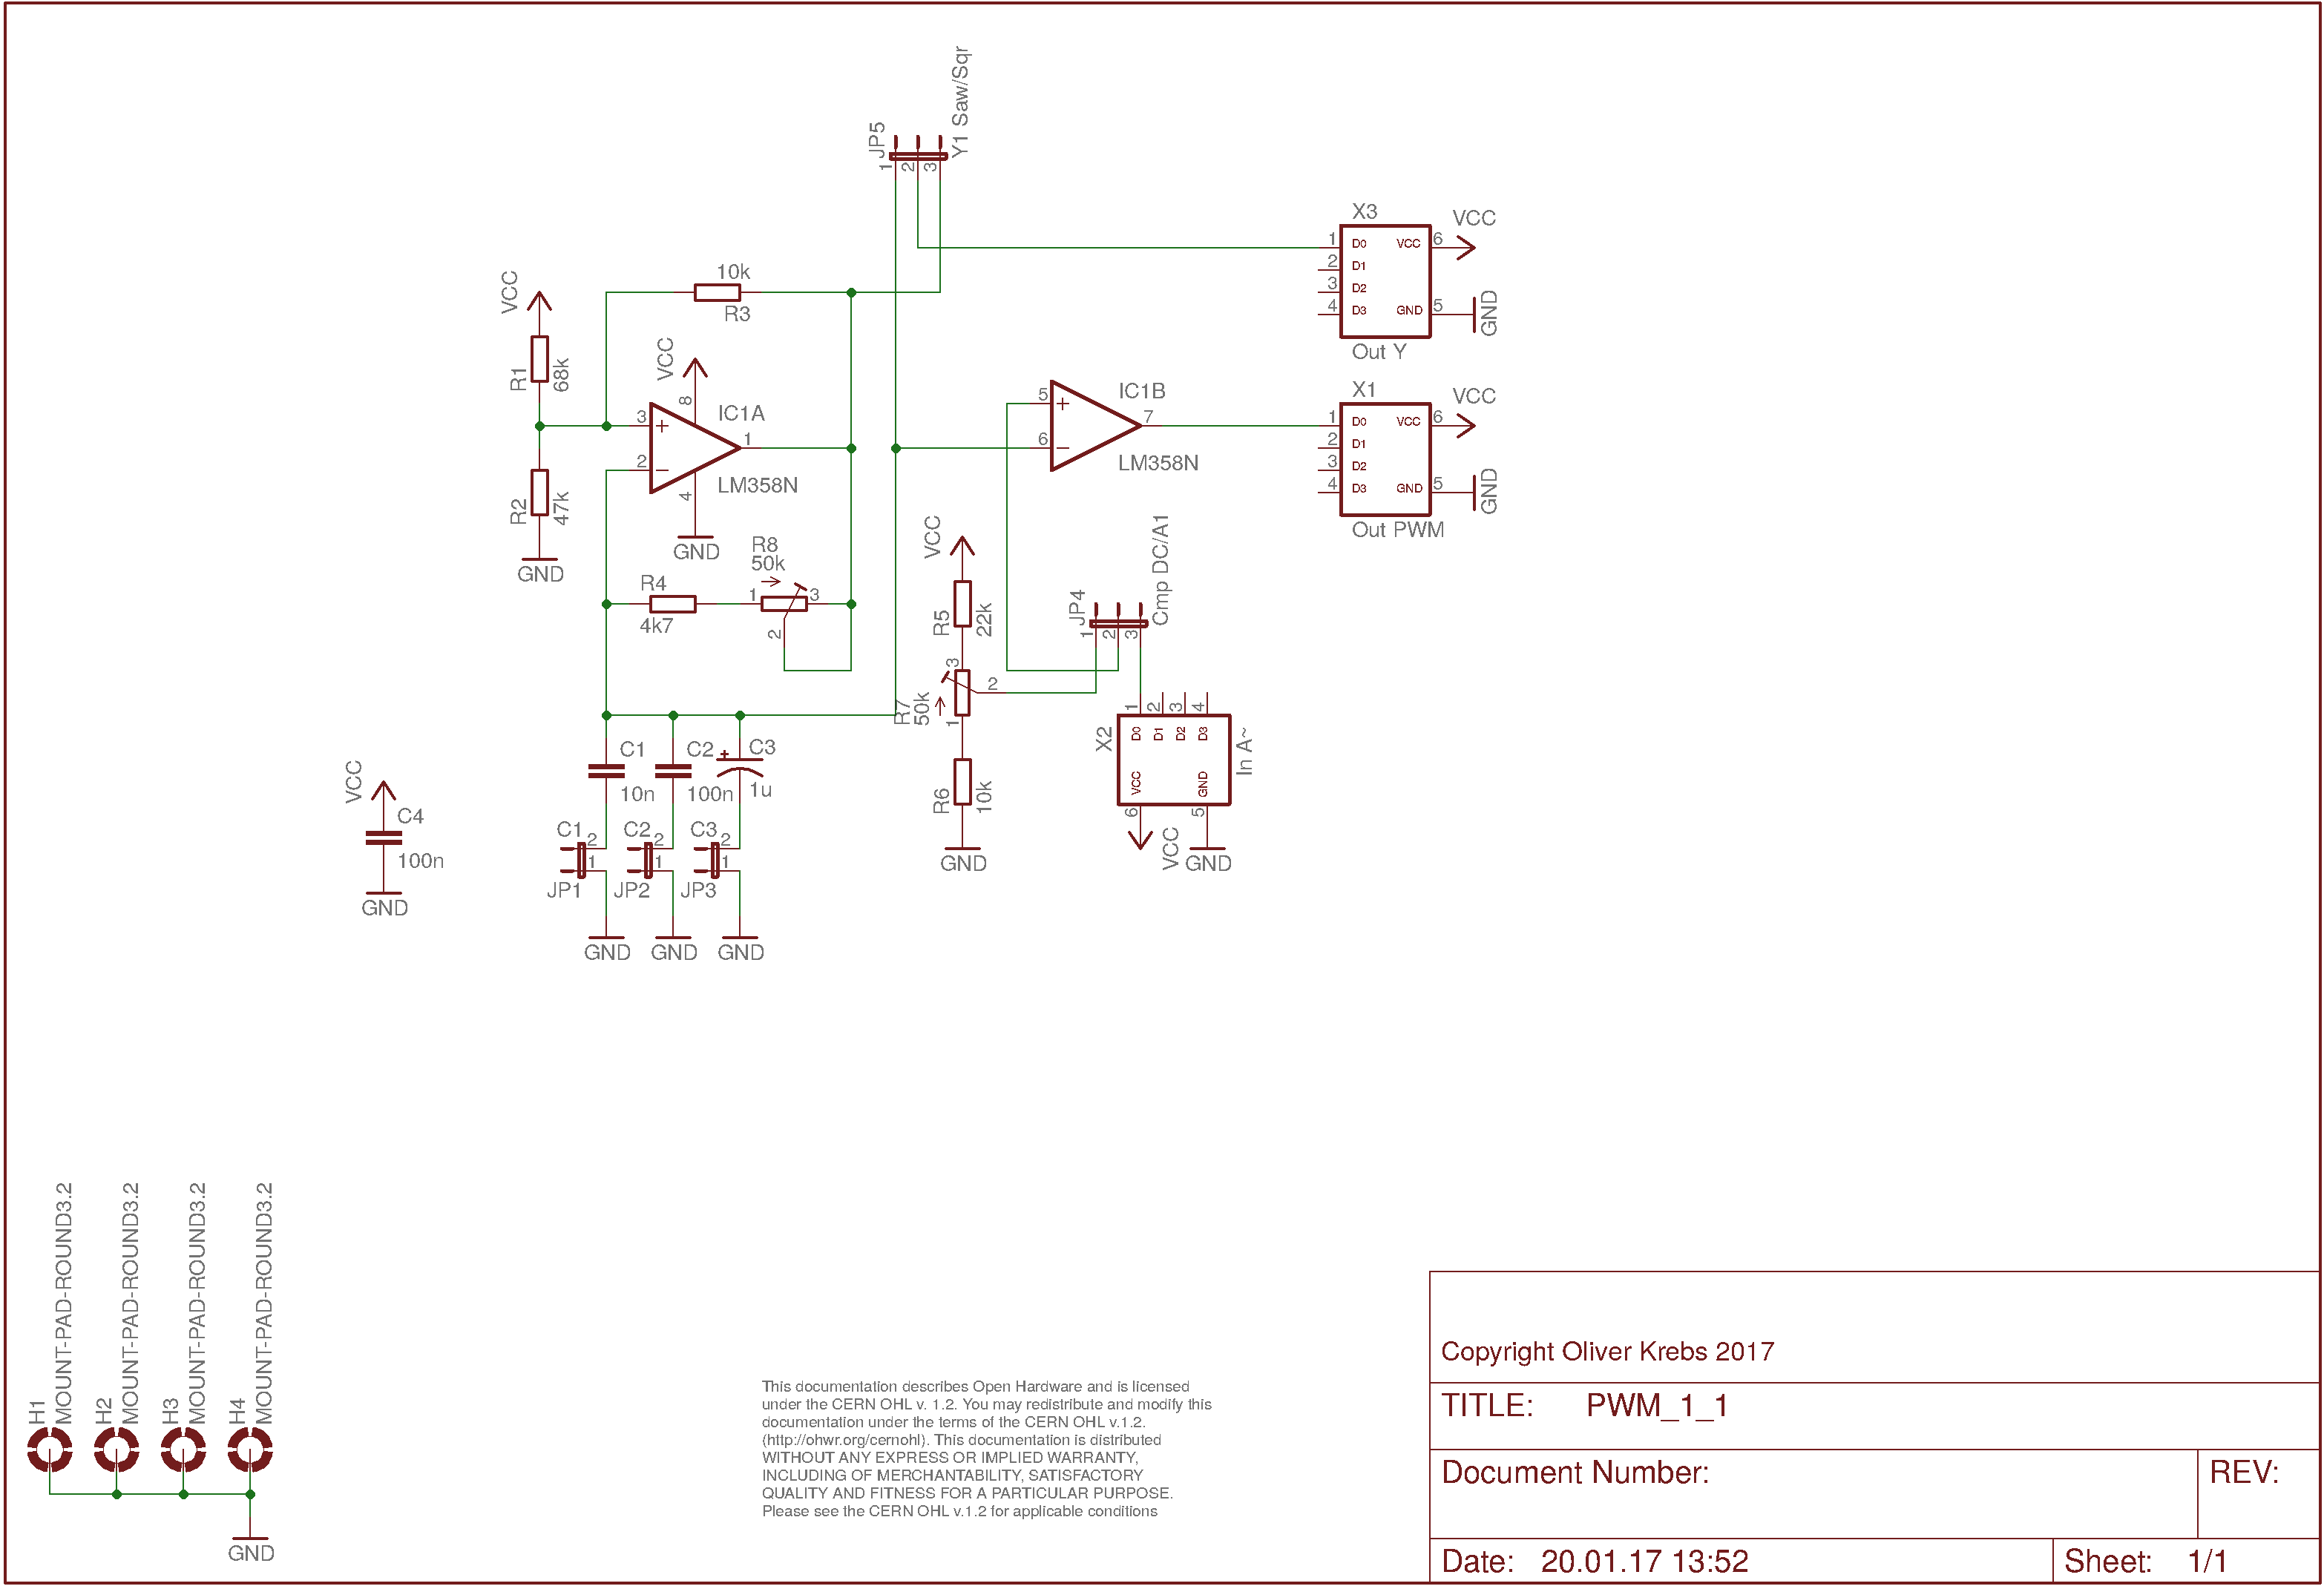 JP5
1
2
3
Y1 Saw/Sqr
X3
VCC
1
2
3
4
D0
D1
D2
D3
VCC
GND
6
5
GND
Out Y
VCC
R1
68k
10k
R3
VCC
8
3
2
1
4
IC1A
LM358N
GND
R2
47k
GND
5
6
7
IC1B
LM358N
X1
VCC
1
2
3
4
D0
D1
D2
D3
VCC
GND
6
5
GND
Out PWM
R4
4k7
R8
50k
1
3
2
VCC
R5
22k
3
2
R7
50k
1
R6
10k
GND
JP4
1
2
3
Cmp DC/A1
X2
1
2
3
4
D0
D1
D2
D3
VCC
GND
In A~
6
5
VCC
GND
C1
10n
C2
100n
C3
1u
C1
2
1
JP1
C2
2
1
JP2
C3
2
1
JP3
GND
GND
GND
VCC
C4
100n
GND
H1
MOUNT-PAD-ROUND3.2
H2
MOUNT-PAD-ROUND3.2
H3
MOUNT-PAD-ROUND3.2
H4
MOUNT-PAD-ROUND3.2
GND
This documentation describes Open Hardware and is licensed
under the CERN OHL v. 1.2. You may redistribute and modify this
documentation under the terms of the CERN OHL v.1.2.
(http://ohwr.org/cernohl). This documentation is distributed
WITHOUT ANY EXPRESS OR IMPLIED WARRANTY,
INCLUDING OF MERCHANTABILITY, SATISFACTORY
QUALITY AND FITNESS FOR A PARTICULAR PURPOSE.
Please see the CERN OHL v.1.2 for applicable conditions
Copyright Oliver Krebs 2017
TITLE: PWM_1_1
Document Number:
REV:
Date: 20.01.17 13:52
Sheet: 1/1